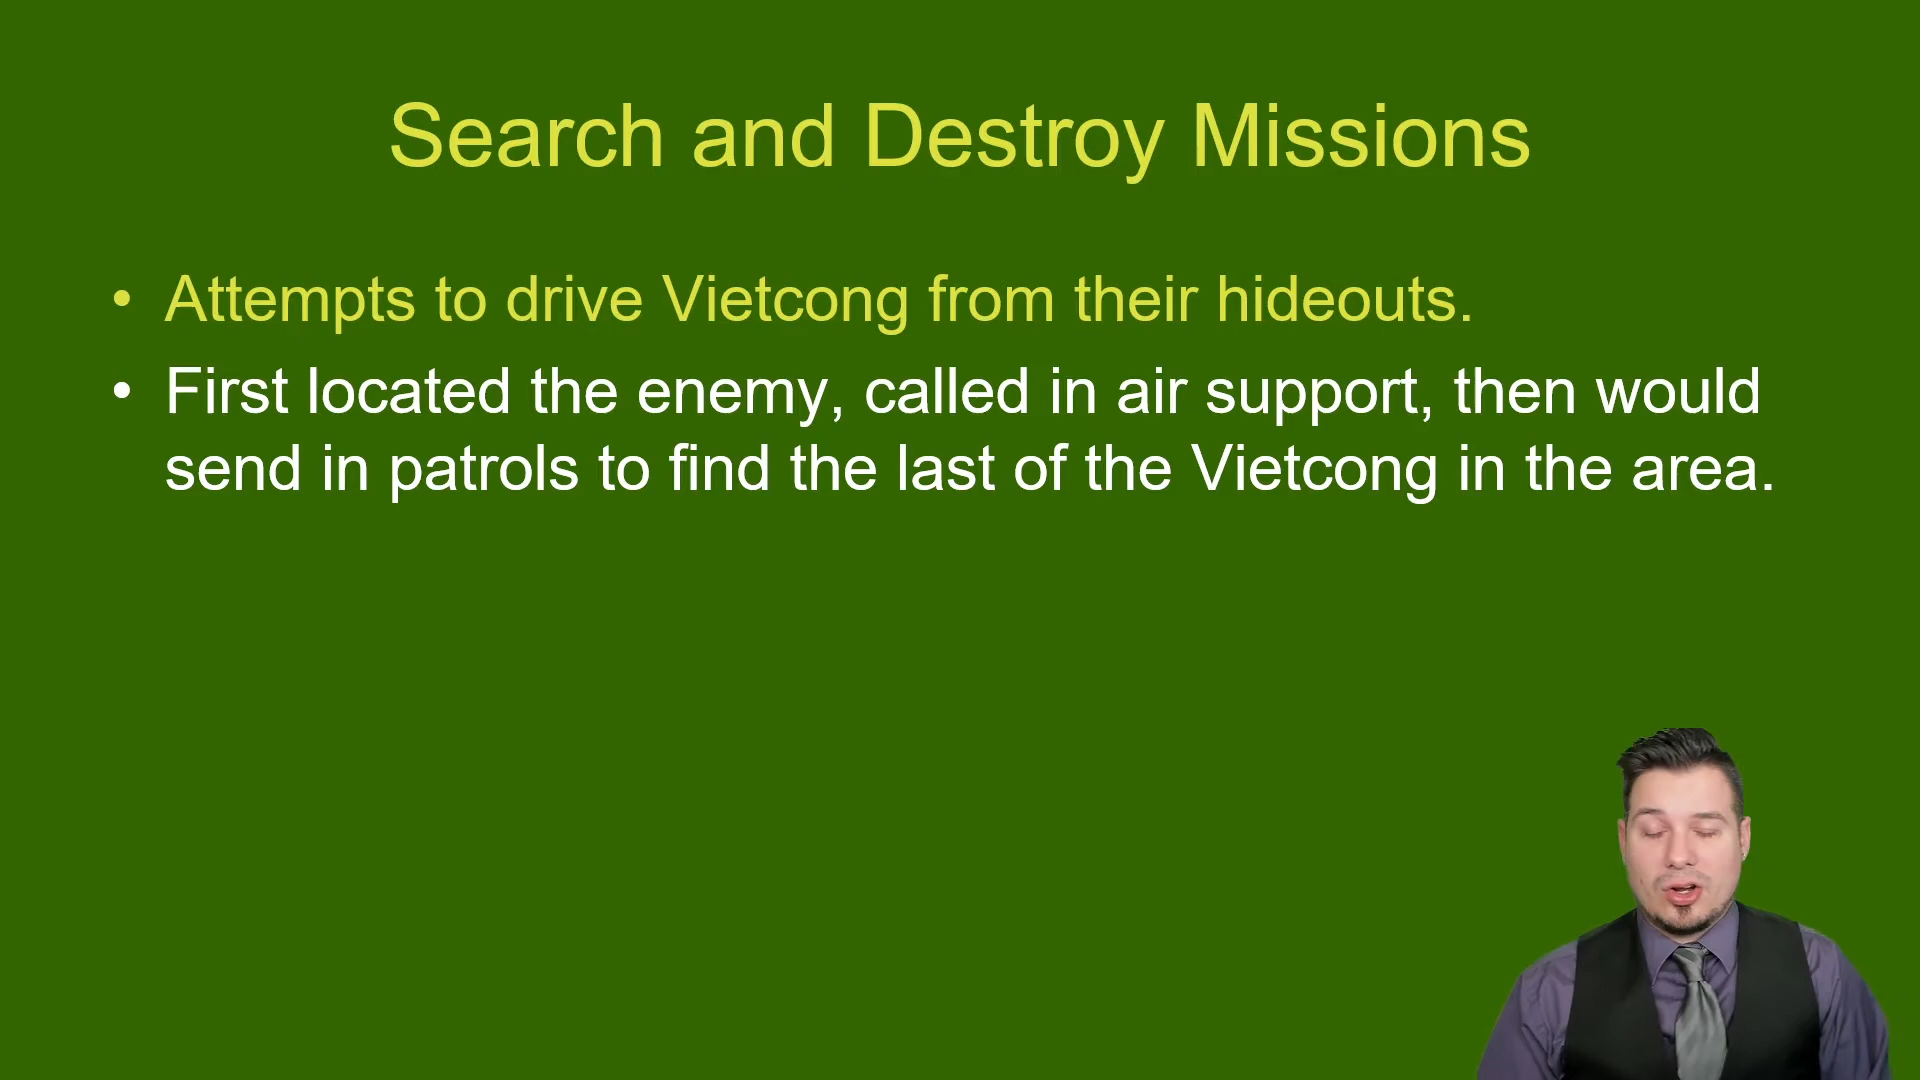 Search and Destroy Missions
• Attempts to drive Vietcong from their hideouts.
• First located the enemy, called in air support, then would
send in patrols to find the last of the Vietcong in the area.